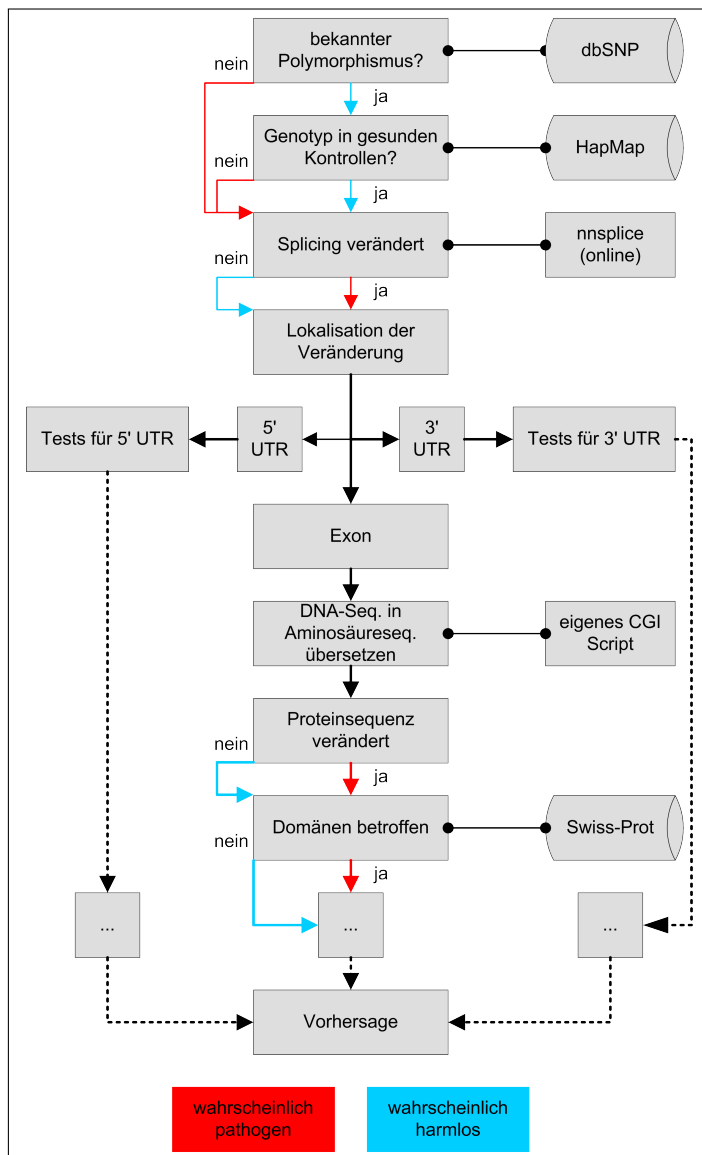 bekannter
Polymorphismus?
dbSNP
nein
ja
Genotyp in gesunden
Kontrollen?
HapMap
nein
ja
Splicing verändert
nnsplice
(online)
nein
ja
Lokalisation der
Veränderung
Tests für 5' UTR
5'
UTR
3'
UTR
Tests für 3' UTR
Exon
DNA-Seq. in
Aminosäureseq.
übersetzen
eigenes CGI
Script
Proteinsequenz
verändert
nein
ja
Domänen betroffen
Swiss-Prot
nein
ja
...
...
...
Vorhersage
wahrscheinlich
pathogen
wahrscheinlich
harmlos